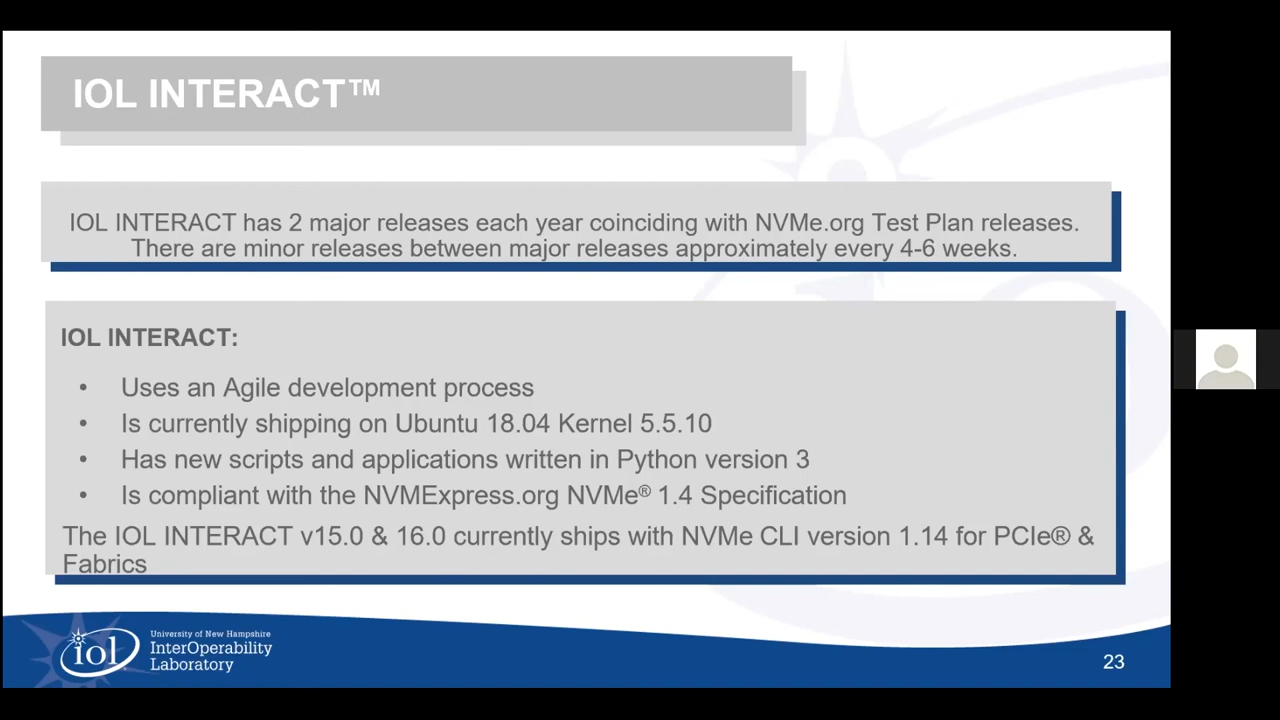 IOL INTERACT™
IOL INTERACT has 2 major releases each year coinciding with NVMe.org Test Plan releases.
There are minor releases between major releases approximately every 4-6 weeks.
IOL INTERACT:
• Uses an Agile development process
• Is currently shipping on Ubuntu 18.04 Kernel 5.5.10
• Has new scripts and applications written in Python version 3
• Is compliant with the NVMExpress.org NVMe® 1.4 Specification
The IOL INTERACT v15.0 & 16.0 currently ships with NVMe CLI version 1.14 for PCIe® &
Fabrics
iol
University of New Hampshire
InterOperability
Laboratory
23